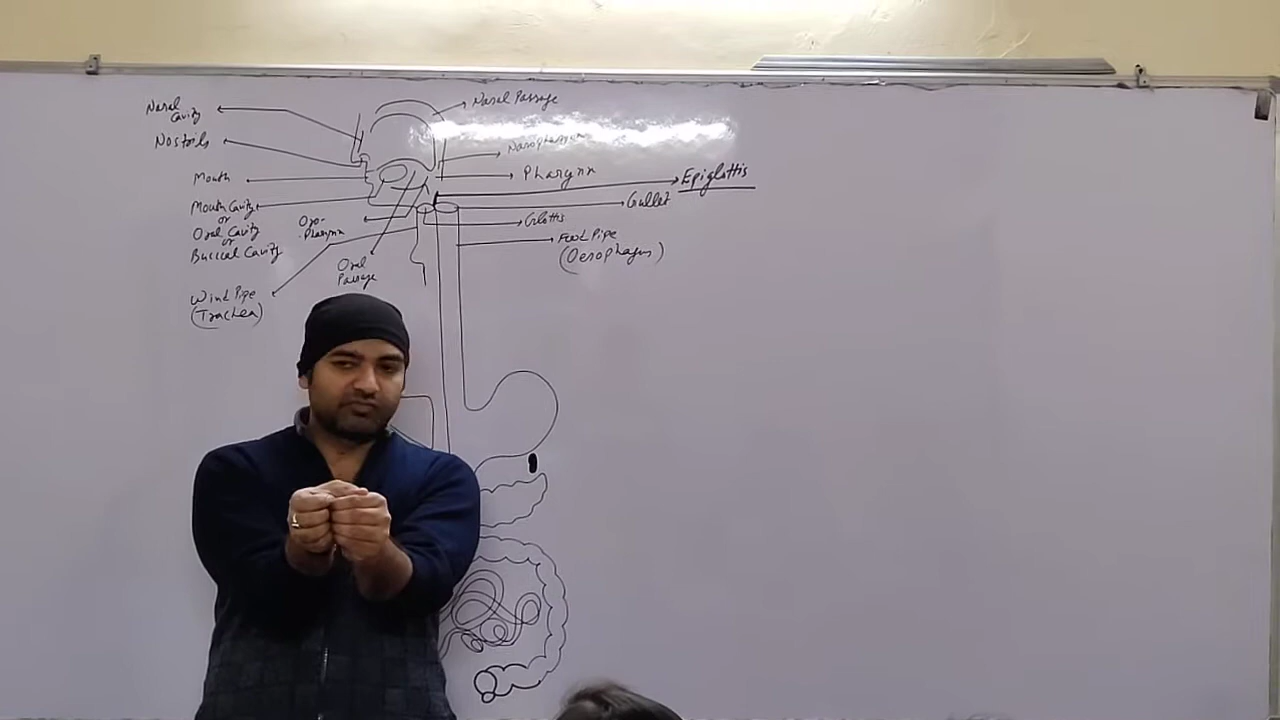 Nasal
Cavity
Nostrils
Mouth
Mouth Cavity
or
Oral Cavity
or
Buccal Cavity
Wind Pipe
(Trachea)
Oro-
-Pharynx
Oral
Passage
Nasal Passage
Nasopharynx
Pharynx
Epiglottis
Gullet
Glottis
Food Pipe
(Oesophagus)